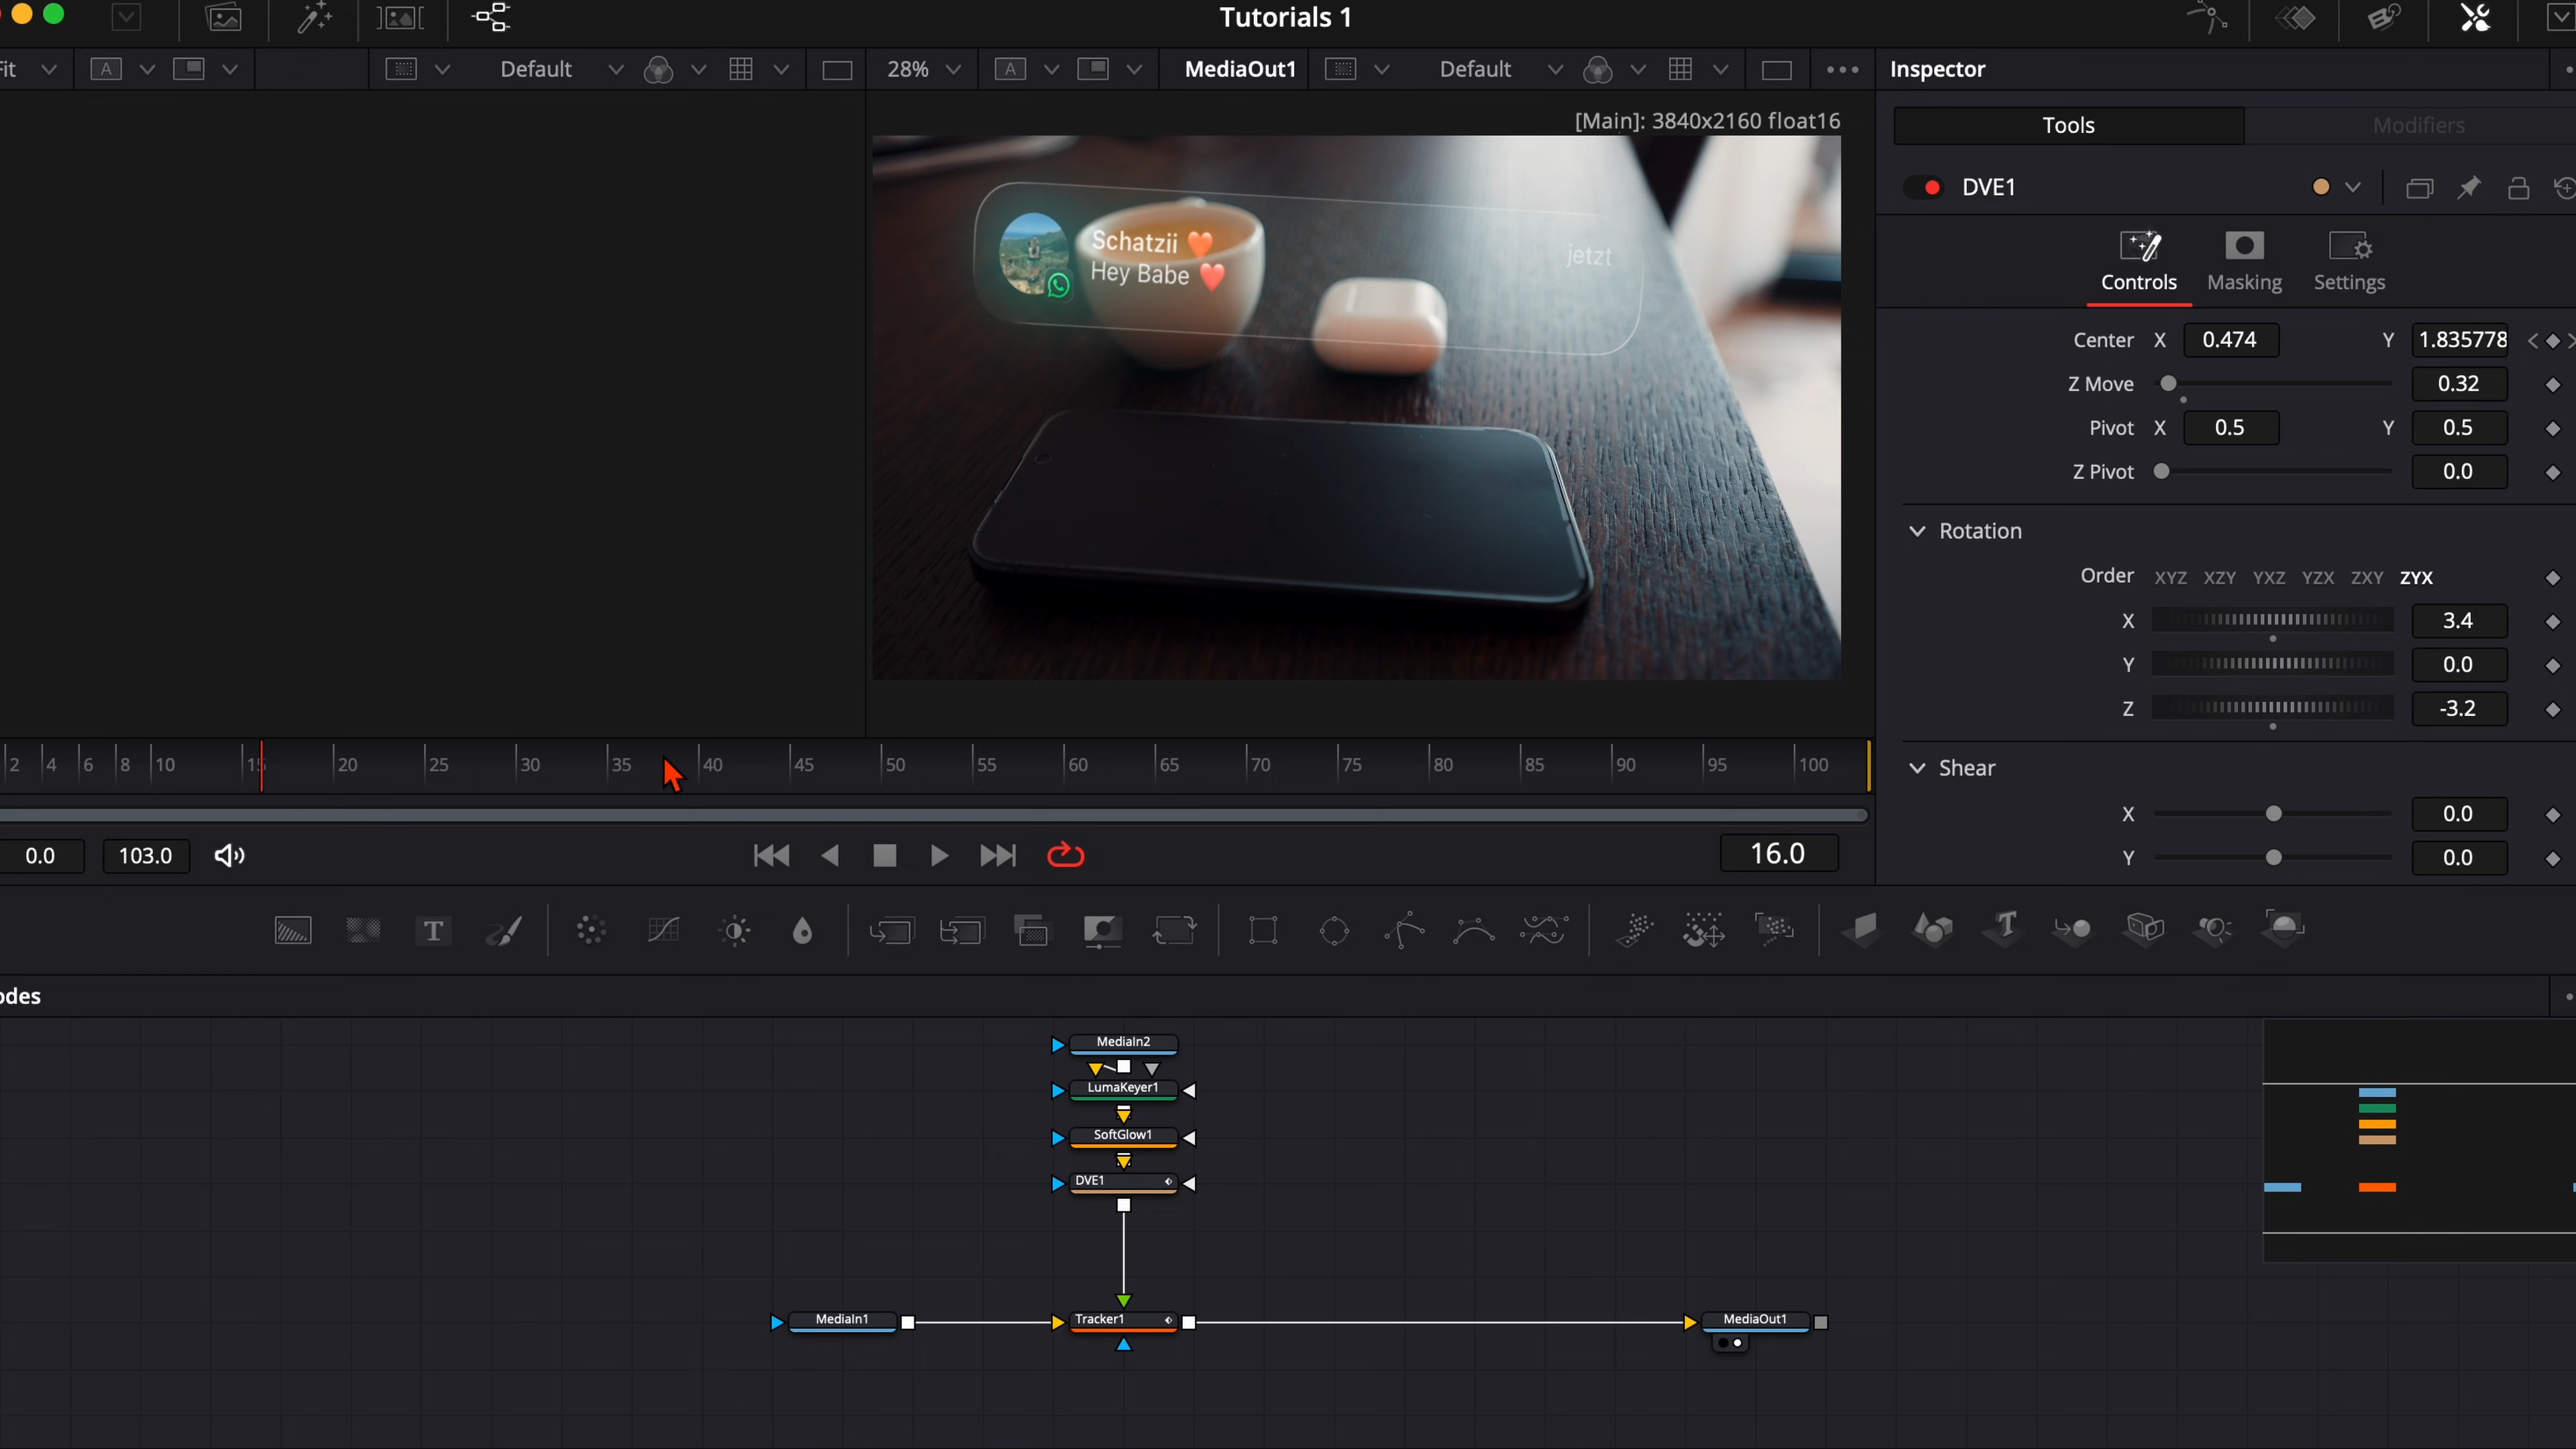 Tutorials 1
Fit
A
Default
28%
A
MediaOut1
Default
Inspector
[Main]: 3840x2160 float16
Tools
Modifiers
DVE1
Controls
Masking
Settings
Schatzii ❤️
Hey Babe ❤️
jetzt
Center X 0.474 Y 1.835778
Z Move 0.32
Pivot X 0.5 Y 0.5
Z Pivot 0.0
Rotation
Order XYZ XZY YXZ YZX ZXY ZYX
X 3.4
Y 0.0
Z -3.2
Shear
X 0.0
Y 0.0
2 4 6 8 10 15 20 25 30 35 40 45 50 55 60 65 70 75 80 85 90 95 100
0.0
103.0
16.0
T
T
odes
MediaIn2
LumaKeyer1
SoftGlow1
DVE1
MediaIn1
Tracker1
MediaOut1